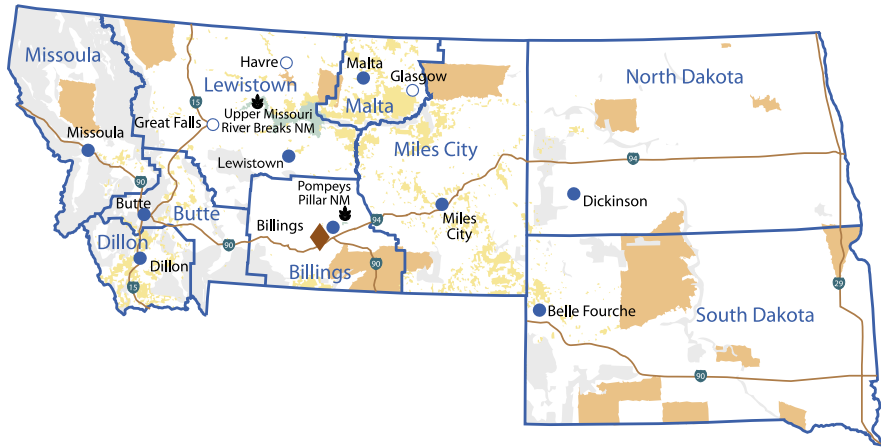 Missoula
Havre
Lewistown
Malta
Glasgow
Malta
North Dakota
15
Great Falls
Upper Missouri
River Breaks NM
Missoula
Lewistown
Miles City
94
90
Pompeys
Pillar NM
Dickinson
Butte
Butte
Billings
94
Miles
City
Dillon
90
Dillon
Billings
90
15
29
Belle Fourche
South Dakota
90